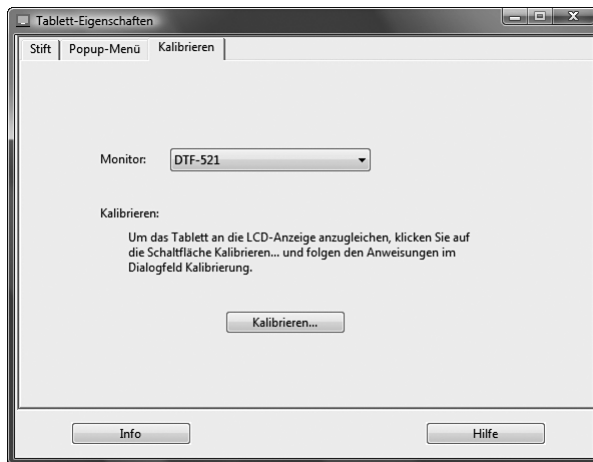 Tablett-Eigenschaften
Stift
Popup-Menü
Kalibrieren
Monitor:
DTF-521
Kalibrieren:
Um das Tablett an die LCD-Anzeige anzugleichen, klicken Sie auf
die Schaltfläche Kalibrieren... und folgen den Anweisungen im
Dialogfeld Kalibrierung.
Kalibrieren...
Info
Hilfe